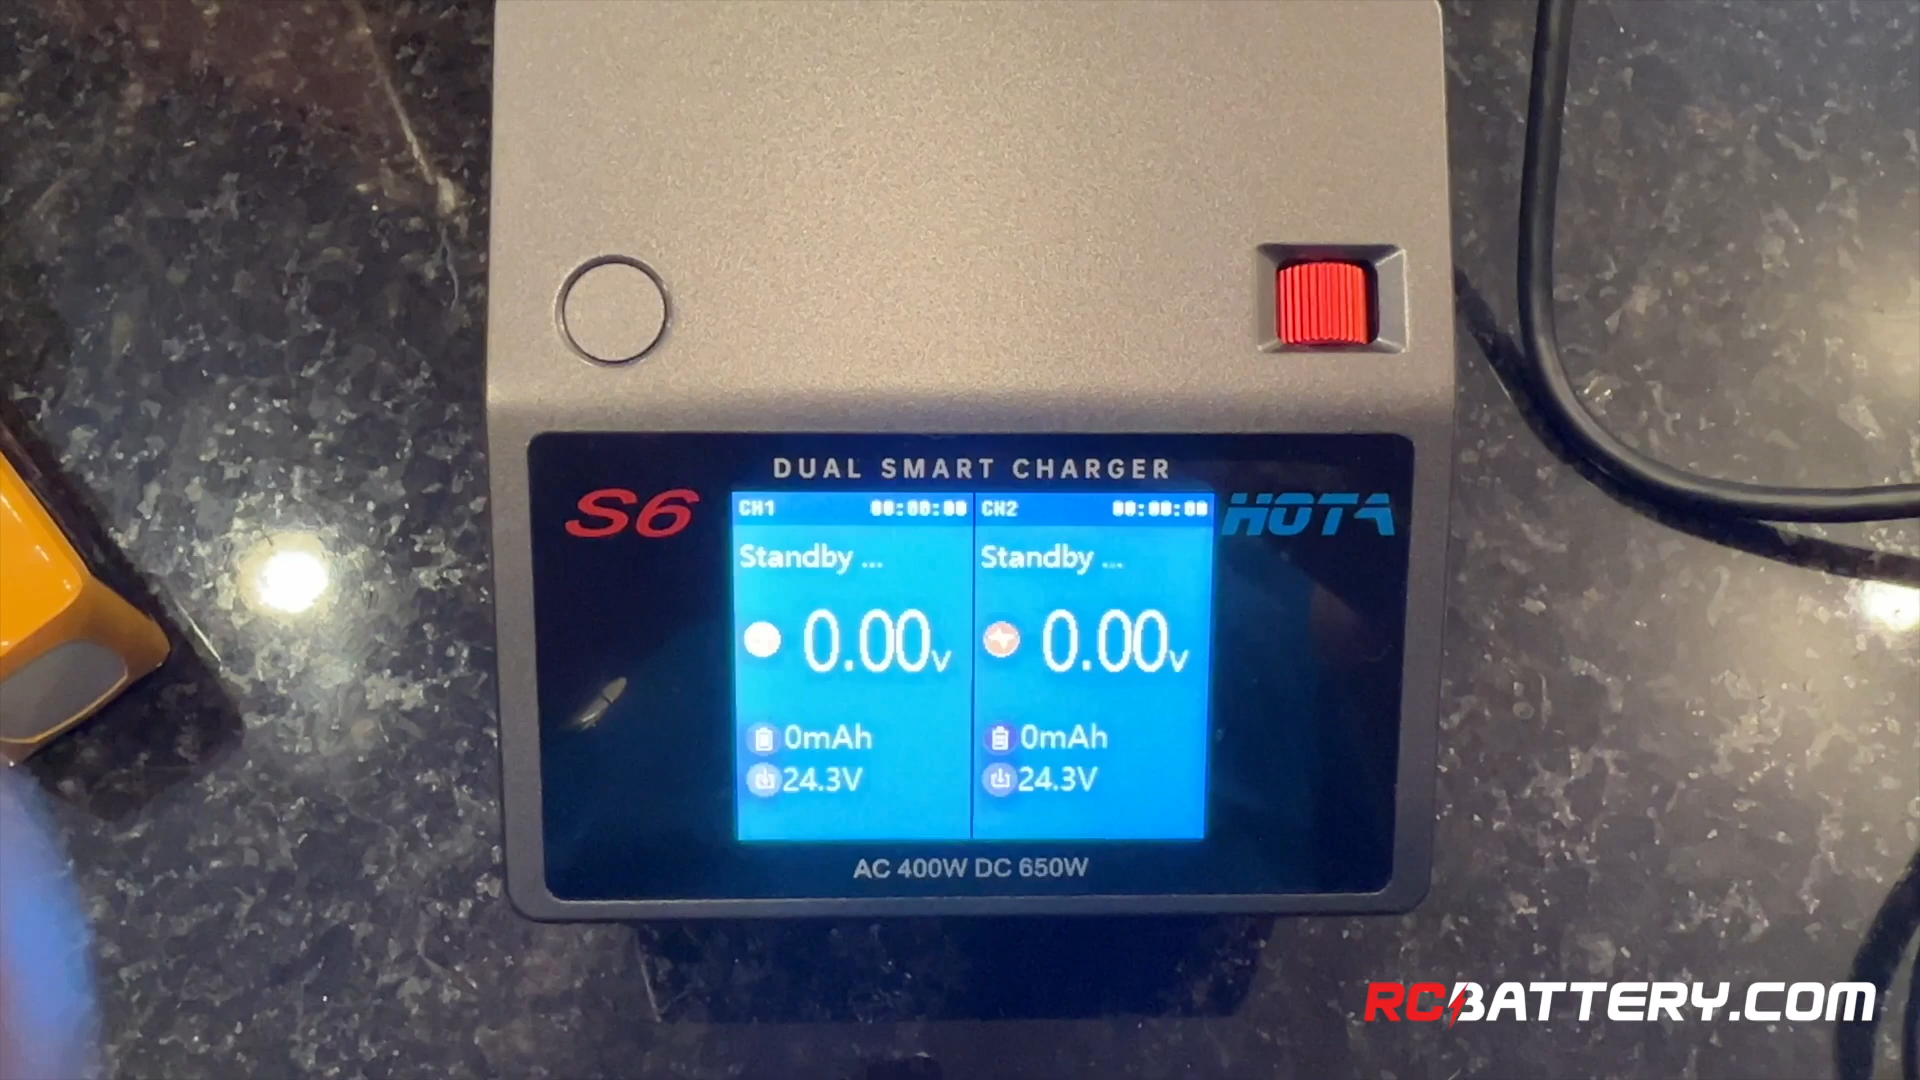 DUAL SMART CHARGER
S6
HOTA
CH1 00:00:00
Standby ...
0.00v
0mAh
24.3V
CH2 00:00:00
Standby ...
0.00v
0mAh
24.3V
AC 400W DC 650W
RCBATTERY.COM